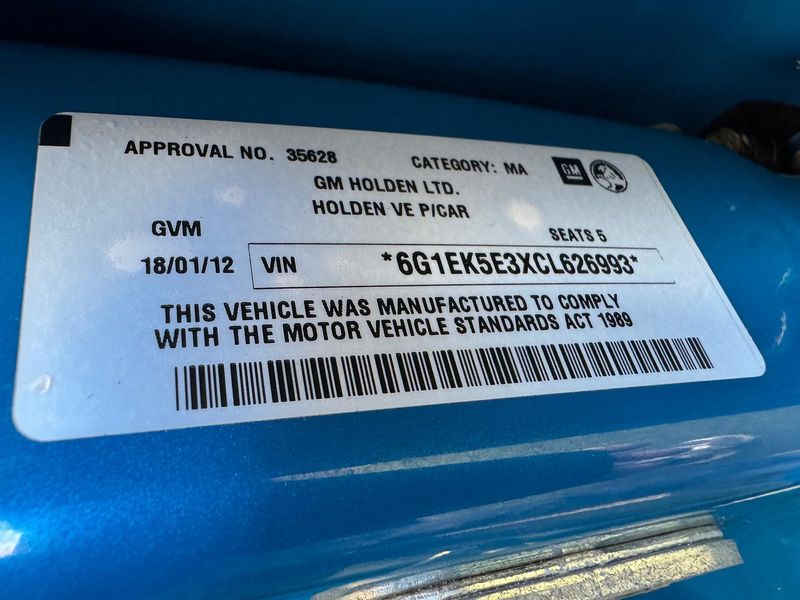 APPROVAL NO. 35628 CATEGORY: MA GM
GM HOLDEN LTD.
HOLDEN VE P/CAR
GVM SEATS 5
18/01/12 VIN *6G1EK5E3XCL626993*
THIS VEHICLE WAS MANUFACTURED TO COMPLY
WITH THE MOTOR VEHICLE STANDARDS ACT 1989